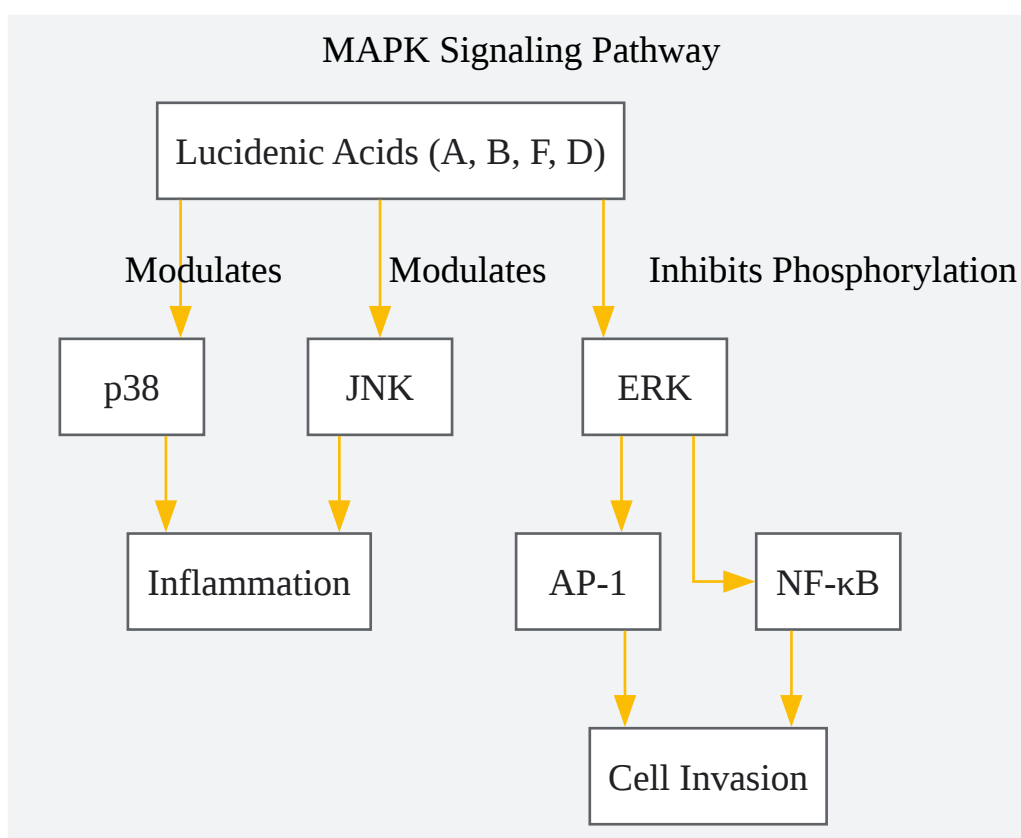 MAPK Signaling Pathway
Lucidenic Acids (A, B, F, D)
Modulates
Modulates
Inhibits Phosphorylation
p38
JNK
ERK
Inflammation
AP-1
NF-κB
Cell Invasion